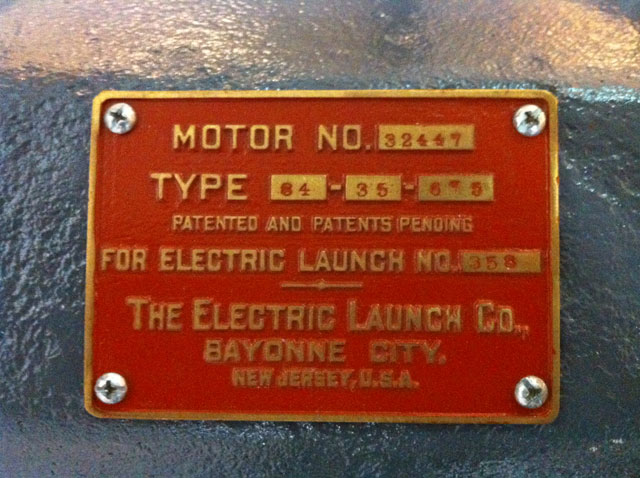 MOTOR NO. 32447
TYPE 64-35-675
PATENTED AND PATENTS PENDING
FOR ELECTRIC LAUNCH NO. 358
THE ELECTRIC LAUNCH CO.,
BAYONNE CITY.
NEW JERSEY, U.S.A.